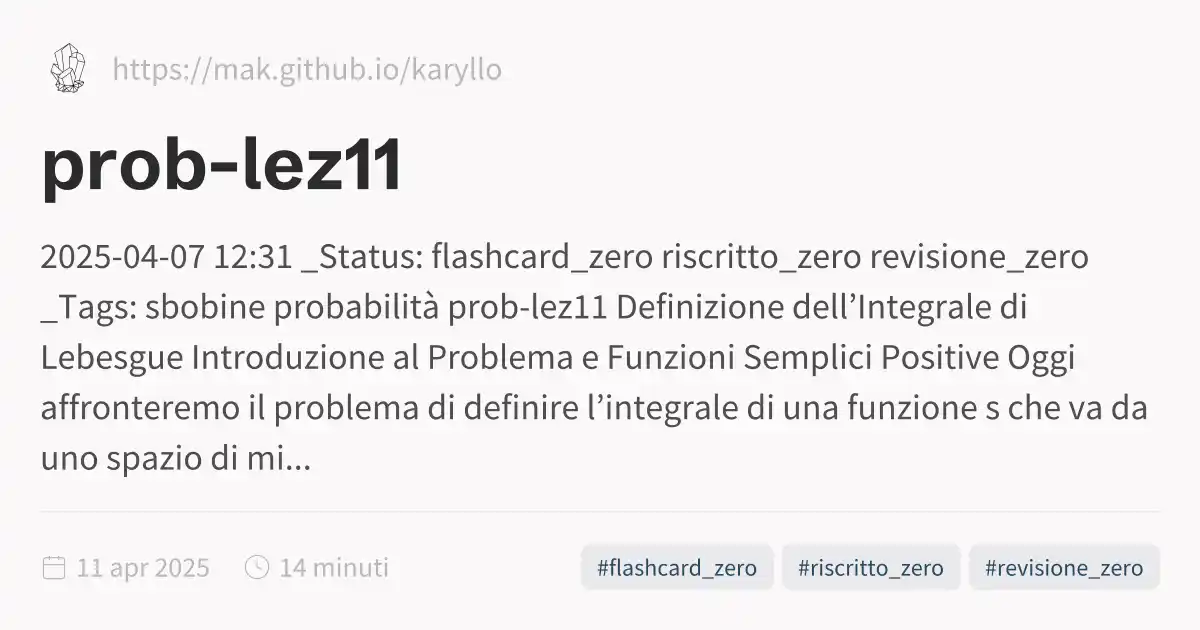 https://mak.github.io/karyllo
prob-lez11
2025-04-07 12:31 _Status: flashcard_zero riscritto_zero revisione_zero
_Tags: sbobine probabilità prob-lez11 Definizione dell’Integrale di
Lebesgue Introduzione al Problema e Funzioni Semplici Positive Oggi
affronteremo il problema di definire l’integrale di una funzione s che va da
uno spazio di mi...
11 apr 2025
14 minuti
#flashcard_zero
#riscritto_zero
#revisione_zero